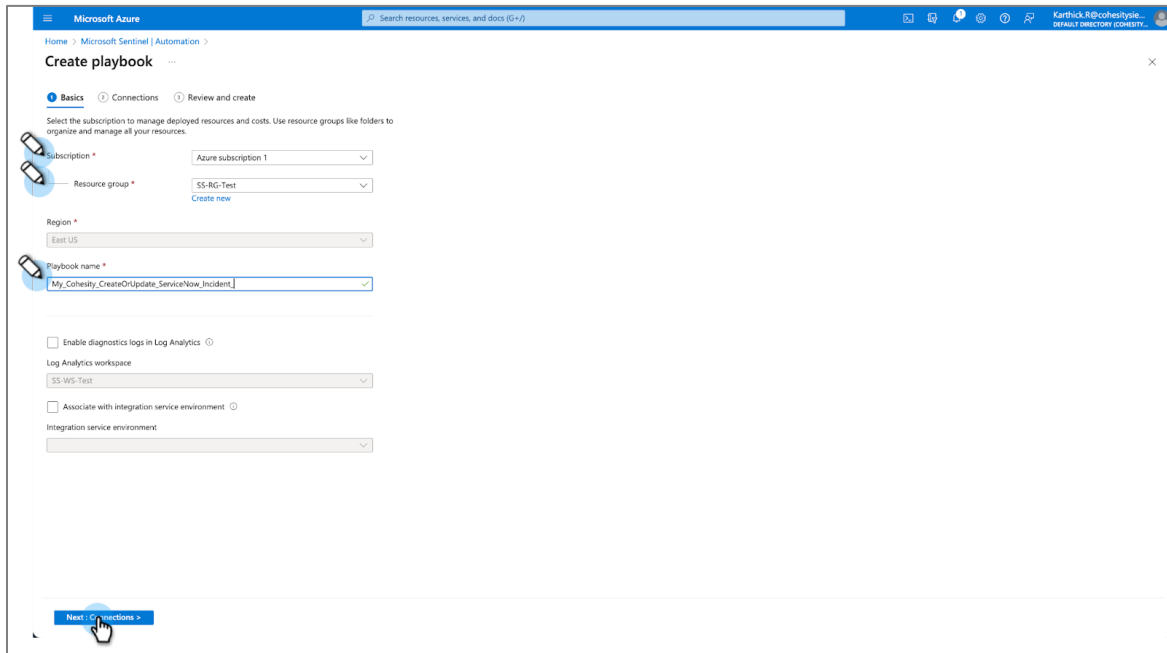 Microsoft Azure
Search resources, services, and docs (G+/)
1
Karthick.R@cohesitysie...
DEFAULT DIRECTORY (COHESITY...
Home > Microsoft Sentinel | Automation >
Create playbook ...
1 Basics 2 Connections 3 Review and create
Select the subscription to manage deployed resources and costs. Use resource groups like folders to
organize and manage all your resources.
Subscription * Azure subscription 1
Resource group * SS-RG-Test
Create new
Region *
East US
Playbook name *
My_Cohesity_CreateOrUpdate_ServiceNow_Incident_
Enable diagnostics logs in Log Analytics
Log Analytics workspace
SS-WS-Test
Associate with integration service environment
Integration service environment
Next : Connections >